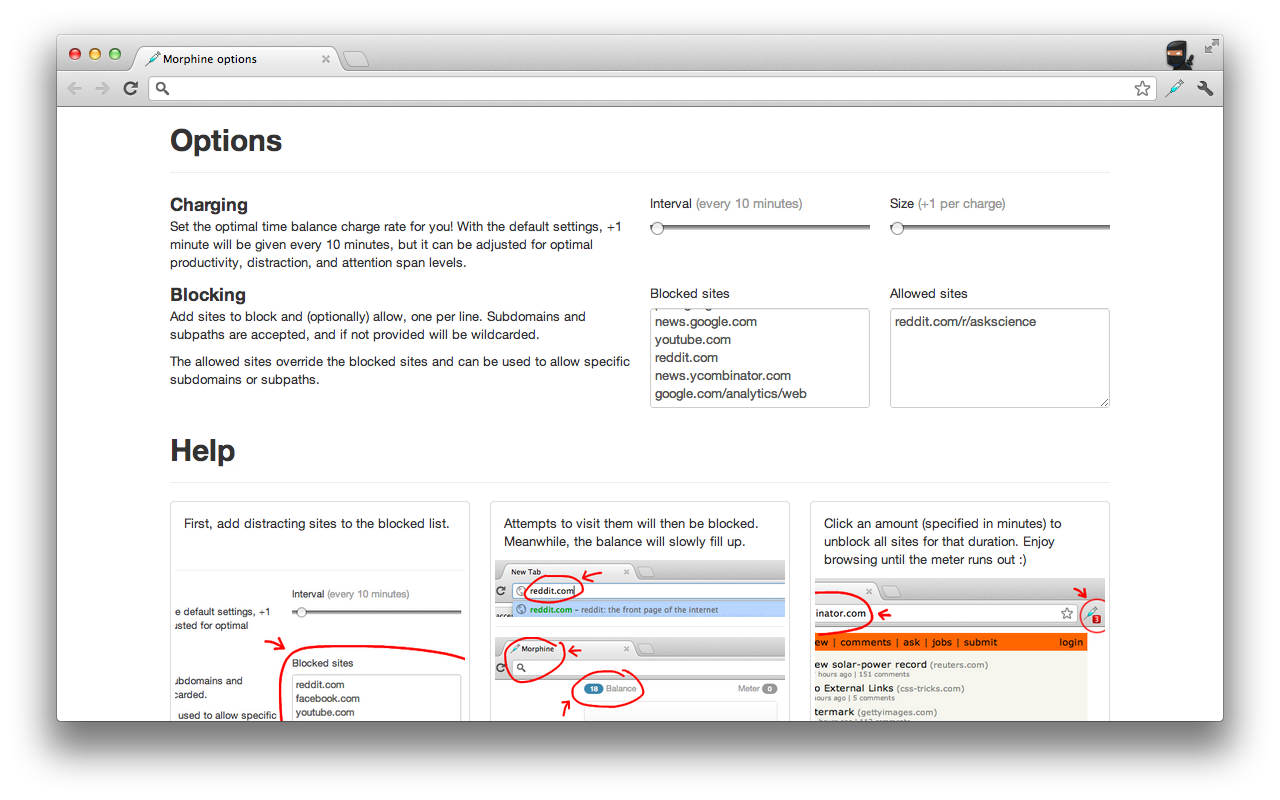 Morphine options
Options
Charging
Set the optimal time balance charge rate for you! With the default settings, +1
minute will be given every 10 minutes, but it can be adjusted for optimal
productivity, distraction, and attention span levels.
Interval (every 10 minutes)
Size (+1 per charge)
Blocking
Add sites to block and (optionally) allow, one per line. Subdomains and
subpaths are accepted, and if not provided will be wildcarded.
The allowed sites override the blocked sites and can be used to allow specific
subdomains or subpaths.
Blocked sites
news.google.com
youtube.com
reddit.com
news.ycombinator.com
google.com/analytics/web
Allowed sites
reddit.com/r/askscience
Help
First, add distracting sites to the blocked list.
Interval (every 10 minutes)
e default settings, +1
usted for optimal
Blocked sites
ubdomains and
carded.
used to allow specific
reddit.com
facebook.com
youtube.com
Attempts to visit them will then be blocked.
Meanwhile, the balance will slowly fill up.
New Tab
reddit.com
reddit.com – reddit: the front page of the internet
Morphine
18 Balance
Meter 0
Click an amount (specified in minutes) to
unblock all sites for that duration. Enjoy
browsing until the meter runs out :)
inator.com
3
ew | comments | ask | jobs | submit
login
ew solar-power record (reuters.com)
hours ago | 151 comments
o External Links (css-tricks.com)
hours ago | 5 comments
termark (gettyimages.com)